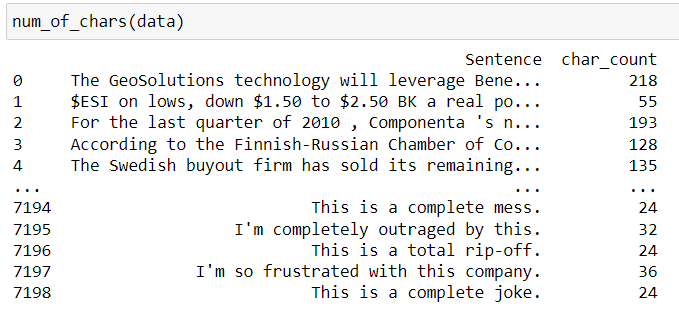 num_of_chars(data)
Sentence char_count
0 The GeoSolutions technology will leverage Bene... 218
1 $ESI on lows, down $1.50 to $2.50 BK a real po... 55
2 For the last quarter of 2010 , Componenta 's n... 193
3 According to the Finnish-Russian Chamber of Co... 128
4 The Swedish buyout firm has sold its remaining... 135
... ... ...
7194 This is a complete mess. 24
7195 I'm completely outraged by this. 32
7196 This is a total rip-off. 24
7197 I'm so frustrated with this company. 36
7198 This is a complete joke. 24